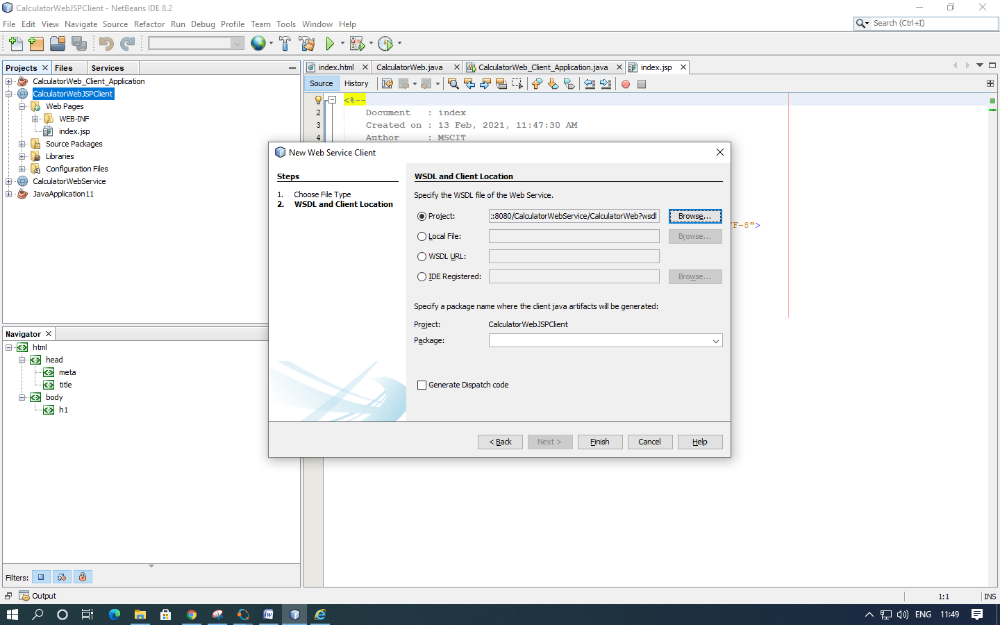 CalculatorWebJSPClient - NetBeans IDE 8.2
File Edit View Navigate Source Refactor Run Debug Profile Team Tools Window Help
Search (Ctrl+I)
Projects Files Services
index.html CalculatorWeb.java CalculatorWeb_Client_Application.java index.jsp
Source History
CalculatorWeb_Client_Application
CalculatorWebJSPClient
Web Pages
WEB-INF
index.jsp
Source Packages
Libraries
Configuration Files
CalculatorWebService
JavaApplication11
<%--
2 Document : index
3 Created on : 13 Feb, 2021, 11:47:30 AM
4 Author : MSCIT
F-8">
New Web Service Client
Steps
1. Choose File Type
2. WSDL and Client Location
WSDL and Client Location
Specify the WSDL file of the Web Service.
Project: ::8080/CalculatorWebService/CalculatorWeb?wsdl Browse...
Local File: Browse...
WSDL URL:
IDE Registered: Browse...
Specify a package name where the client java artifacts will be generated:
Project: CalculatorWebJSPClient
Package:
Generate Dispatch code
< Back Next > Finish Cancel Help
Navigator
html
head
meta
title
body
h1
Filters:
Output
1:1 INS
ENG 11:49